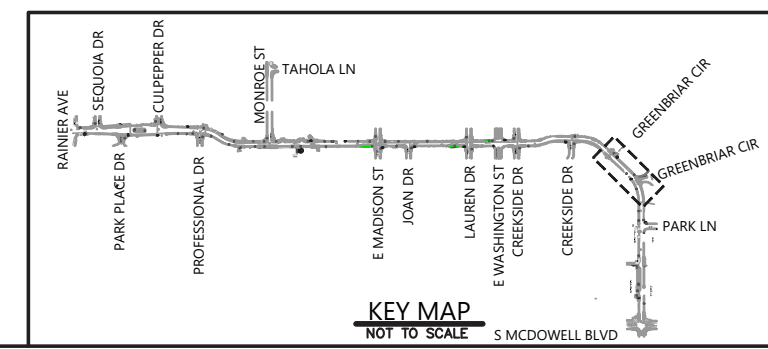 RAINIER AVE
SEQUOIA DR
CULPEPPER DR
PARK PLACE DR
PROFESSIONAL DR
MONROE ST
TAHOLA LN
E MADISON ST
JOAN DR
LAUREN DR
E WASHINGTON ST
CREEKSIDE DR
CREEKSIDE DR
GREENBRIAR CIR
GREENBRIAR CIR
PARK LN
KEY MAP
NOT TO SCALE
S MCDOWELL BLVD